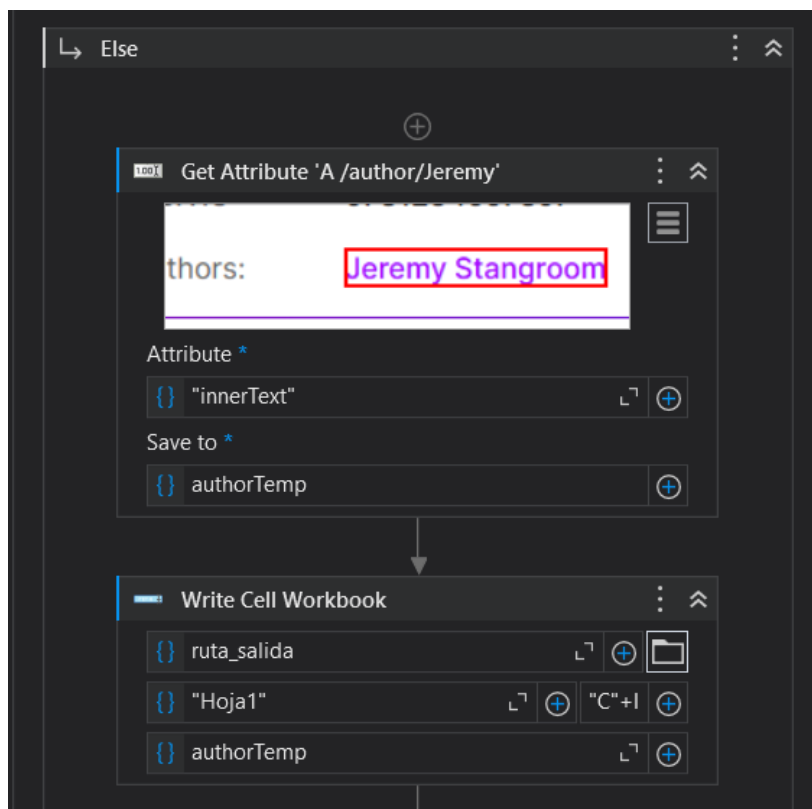 Else
Get Attribute 'A /author/Jeremy'
thors: Jeremy Stangroom
Attribute *
{} "innerText"
Save to *
{} authorTemp
Write Cell Workbook
{} ruta_salida
{} "Hoja1" "C"+I
{} authorTemp